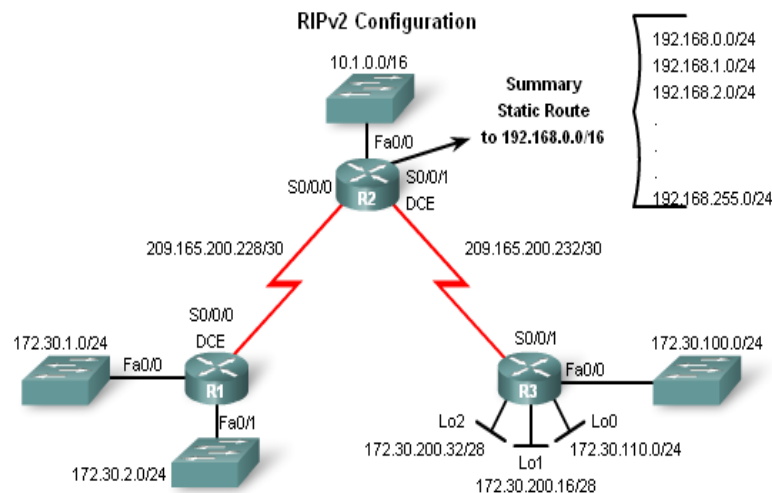 RIPv2 Configuration
10.1.0.0/16
Summary
Static Route
to 192.168.0.0/16
192.168.0.0/24
192.168.1.0/24
192.168.2.0/24
.
.
.
192.168.255.0/24
Fa0/0
S0/0/0
R2
S0/0/1
DCE
209.165.200.228/30
209.165.200.232/30
S0/0/0
DCE
172.30.1.0/24
Fa0/0
R1
Fa0/1
172.30.2.0/24
S0/0/1
172.30.100.0/24
Fa0/0
R3
Lo2
Lo0
172.30.200.32/28
172.30.110.0/24
Lo1
172.30.200.16/28